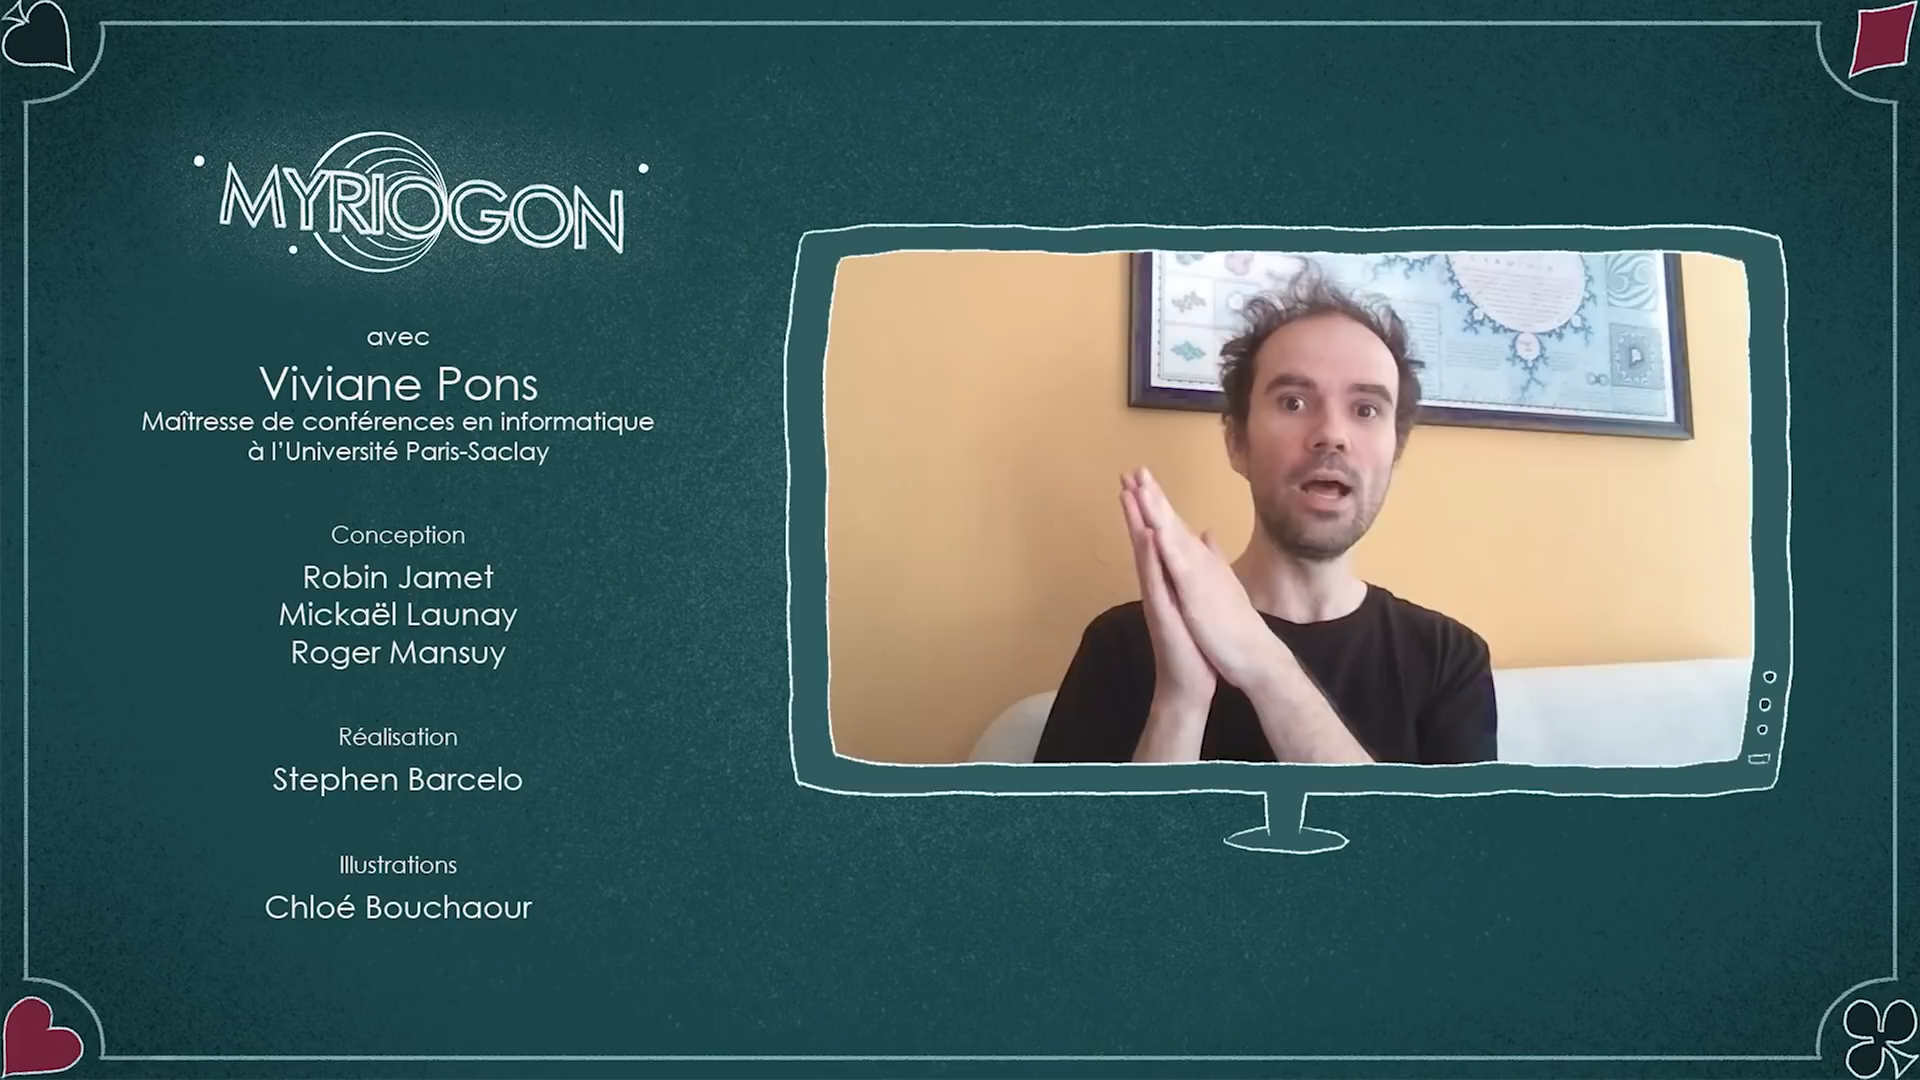 MYRIOGON
avec
Viviane Pons
Maîtresse de conférences en informatique
à l'Université Paris-Saclay
Conception
Robin Jamet
Mickaël Launay
Roger Mansuy
Réalisation
Stephen Barcelo
Illustrations
Chloé Bouchaour